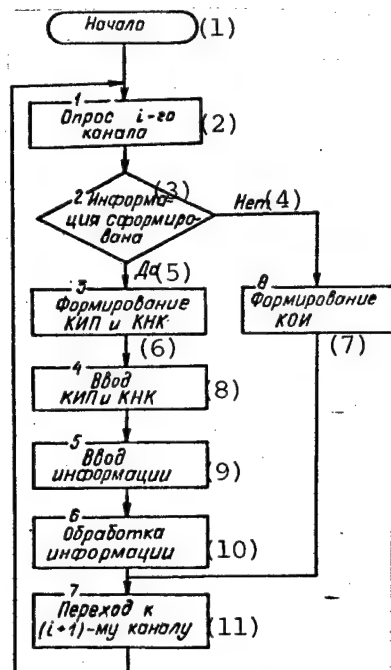 Начало (1)
1
Опрос i-го
канала (2)
2 Информа- (3)
ция сформиро-
вана
Нет (4)
Да (5)
3
Формирование
КИП и КНК
(6)
8
Формирование
КОИ
(7)
4
Ввод
КИП и КНК (8)
5
Ввод
информации (9)
6
Обработка
информации (10)
7
Переход к
(i+1)-му каналу (11)